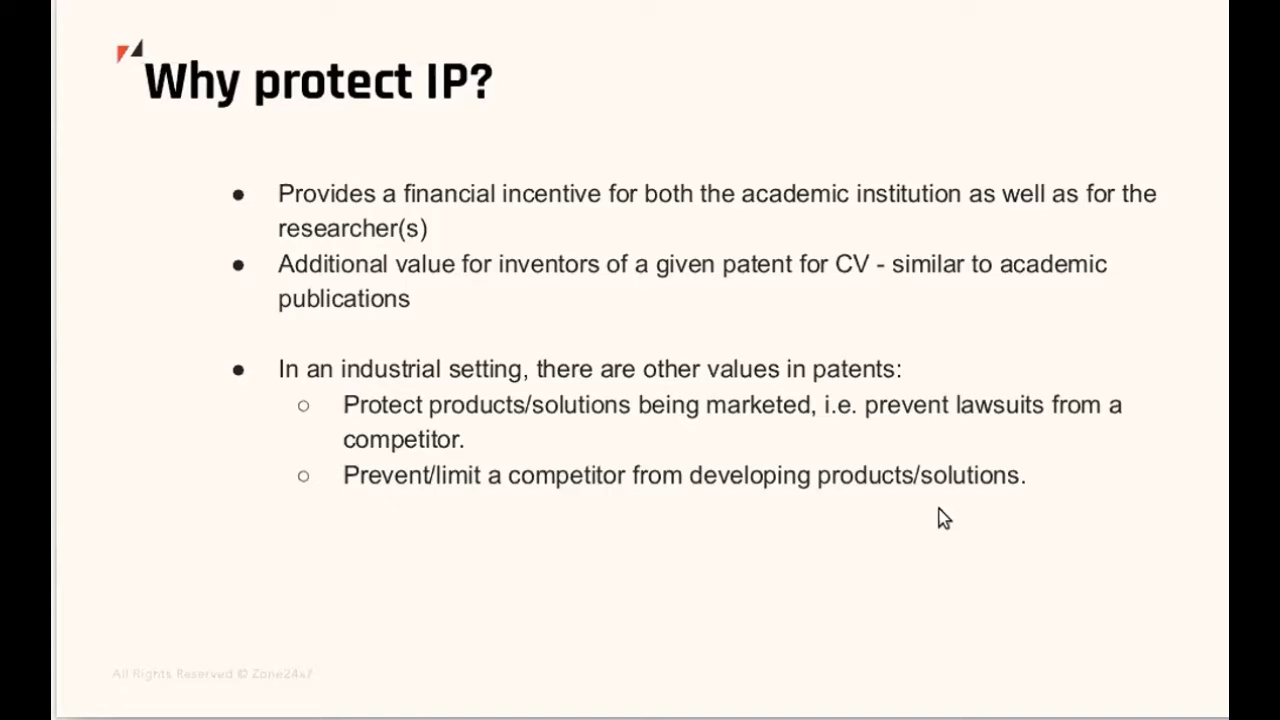 Why protect IP?
● Provides a financial incentive for both the academic institution as well as for the
researcher(s)
● Additional value for inventors of a given patent for CV - similar to academic
publications
● In an industrial setting, there are other values in patents:
○ Protect products/solutions being marketed, i.e. prevent lawsuits from a
competitor.
○ Prevent/limit a competitor from developing products/solutions.
All Rights Reserved © Zone24x7